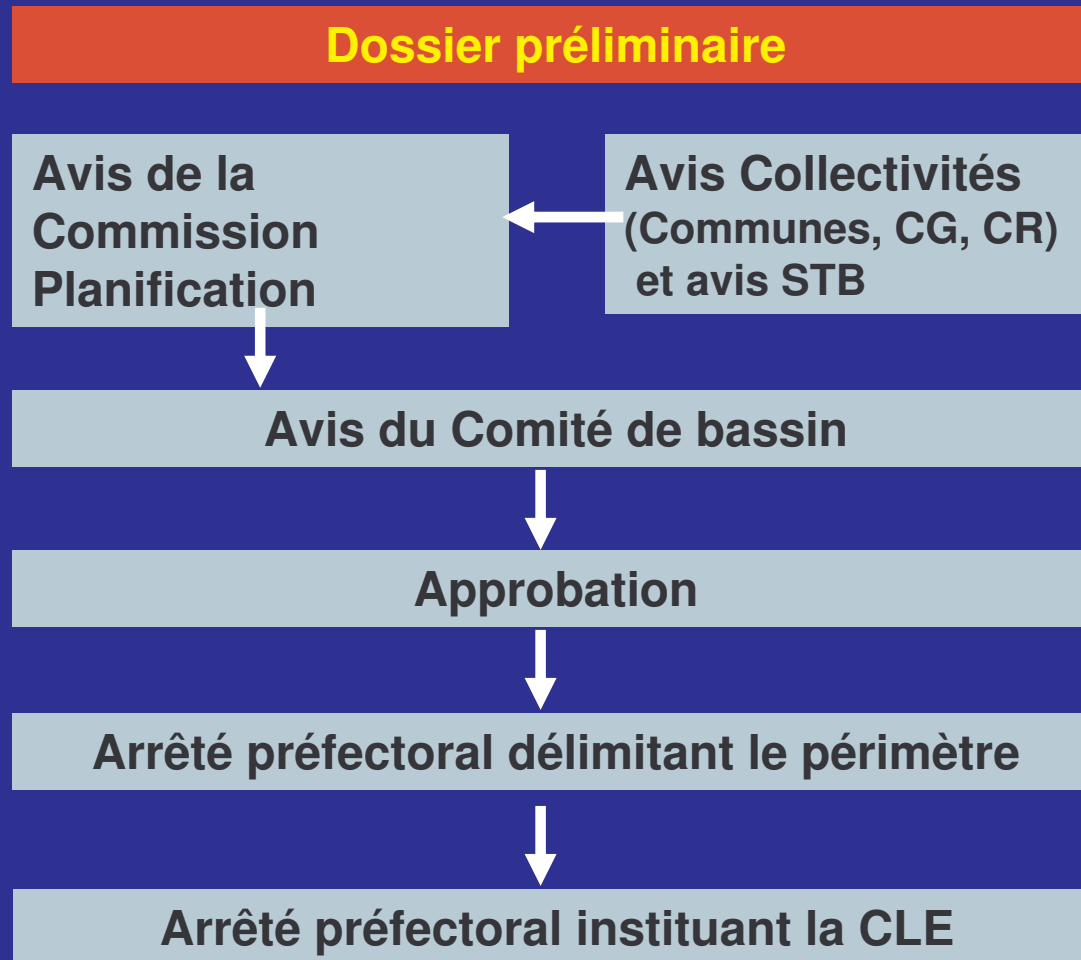 Dossier préliminaire
Avis de la
Commission
Planification
Avis Collectivités
(Communes, CG, CR)
et avis STB
Avis du Comité de bassin
Approbation
Arrêté préfectoral délimitant le périmètre
Arrêté préfectoral instituant la CLE